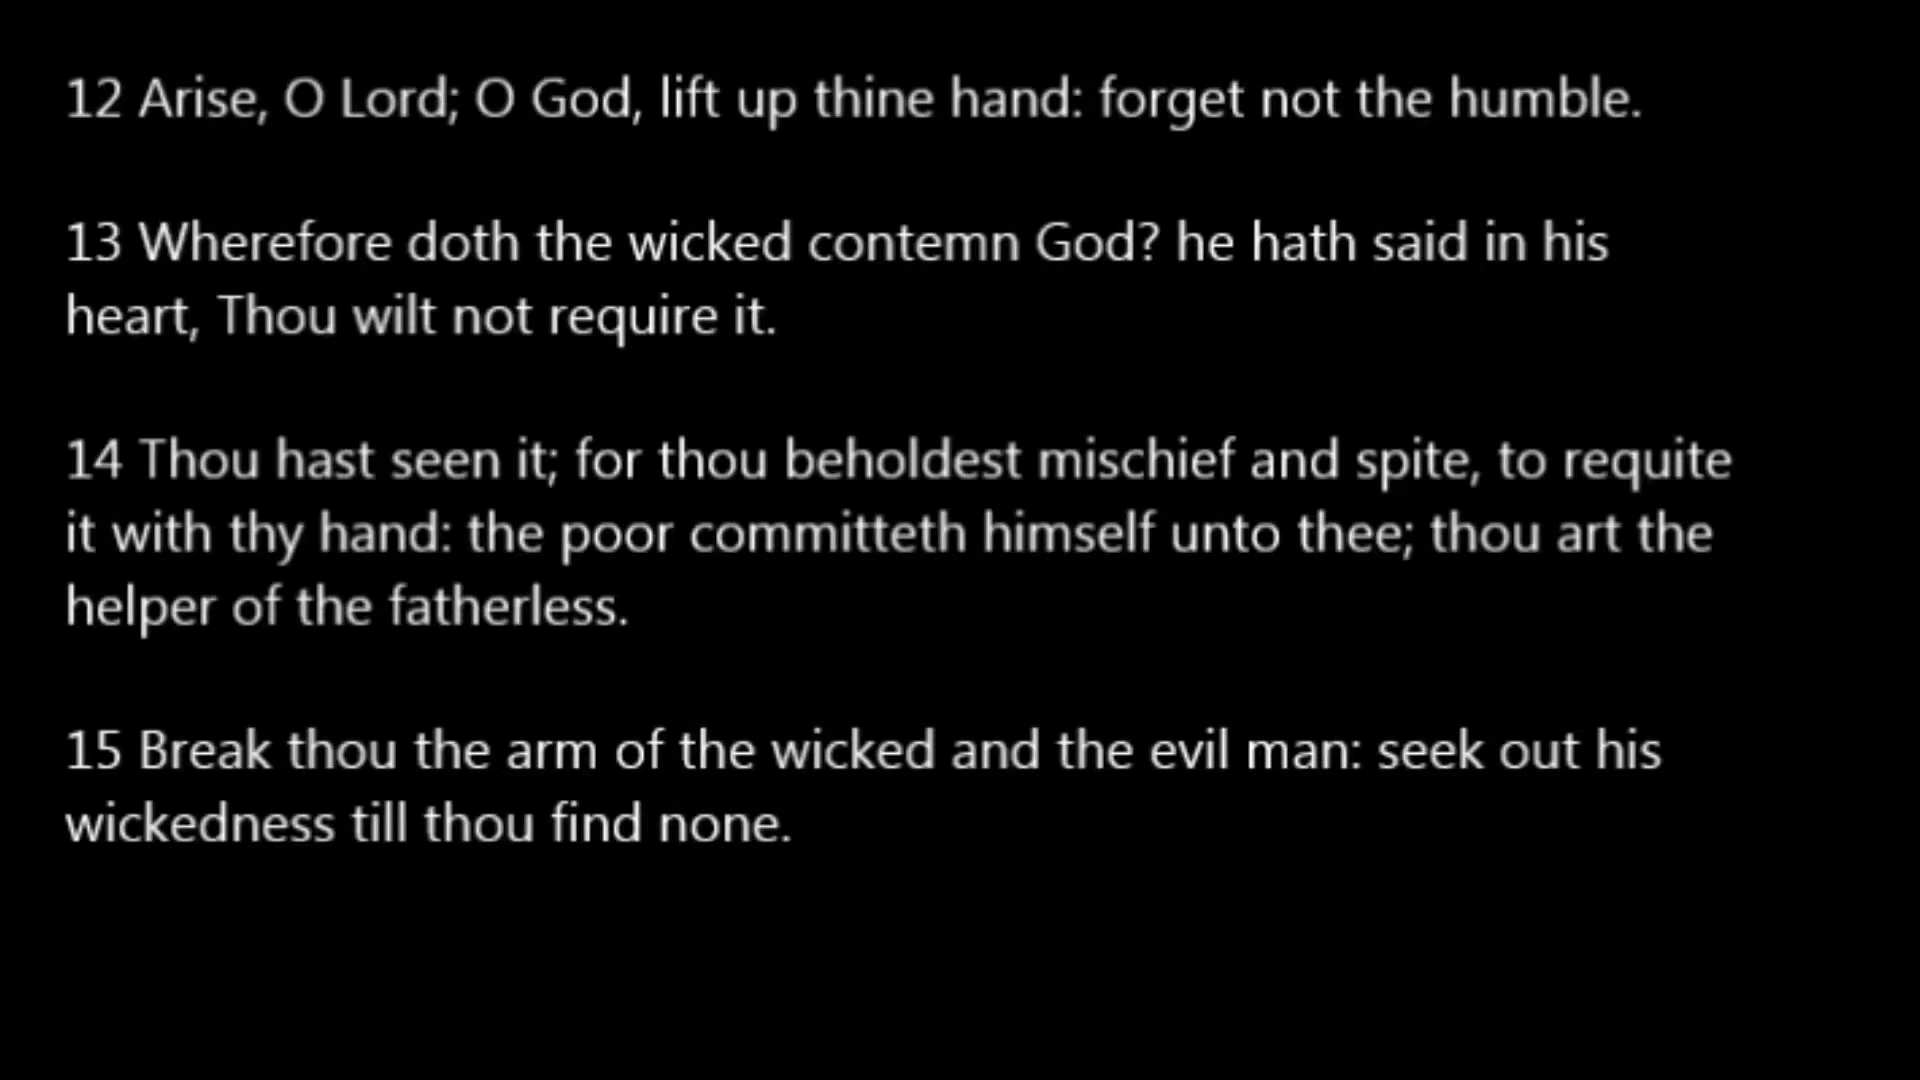 12 Arise, O Lord; O God, lift up thine hand: forget not the humble.
13 Wherefore doth the wicked contemn God? he hath said in his
heart, Thou wilt not require it.
14 Thou hast seen it; for thou beholdest mischief and spite, to requite
it with thy hand: the poor committeth himself unto thee; thou art the
helper of the fatherless.
15 Break thou the arm of the wicked and the evil man: seek out his
wickedness till thou find none.